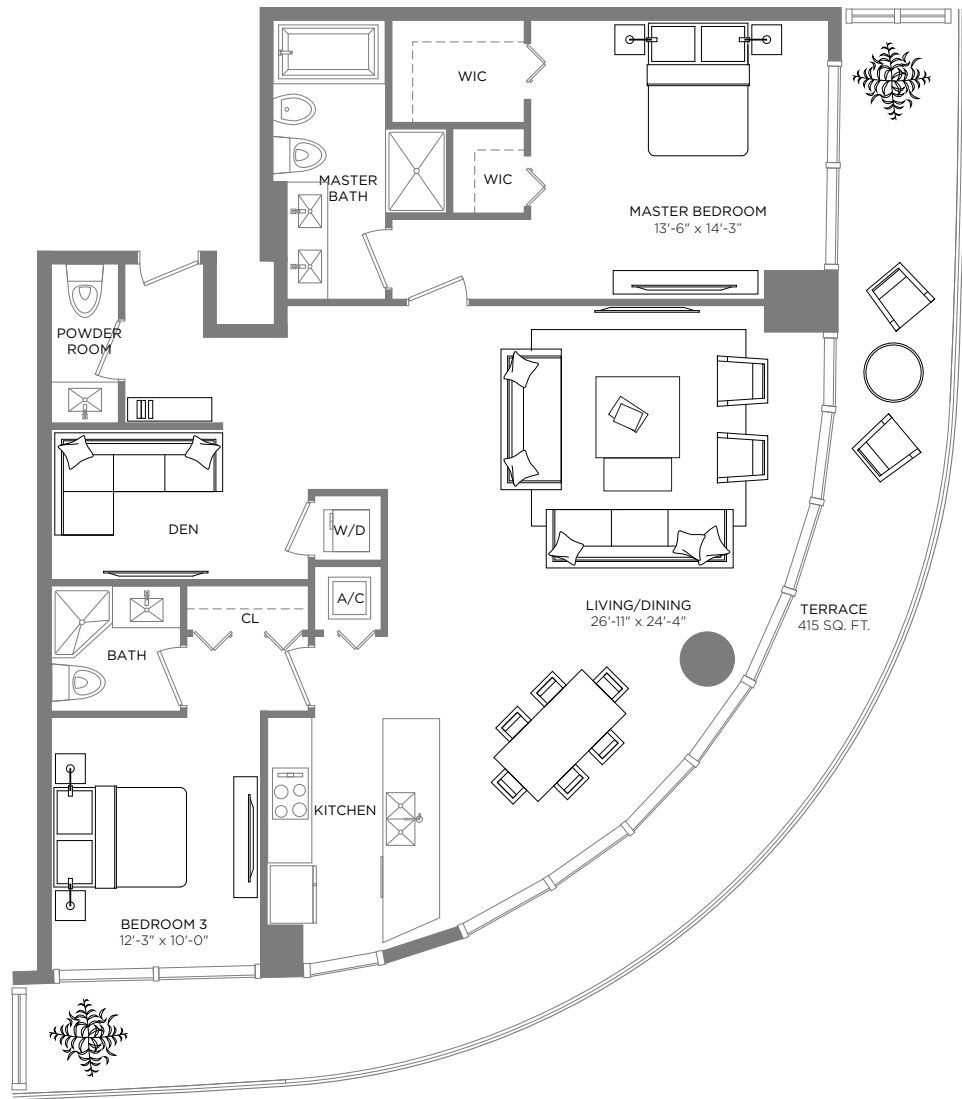 WIC
WIC
MASTER
BATH
MASTER BEDROOM
13'-6" x 14'-3"
POWDER
ROOM
W/D
DEN
A/C
CL
LIVING/DINING
26'-11" x 24'-4"
TERRACE
415 SQ. FT.
BATH
KITCHEN
BEDROOM 3
12'-3" x 10'-0"